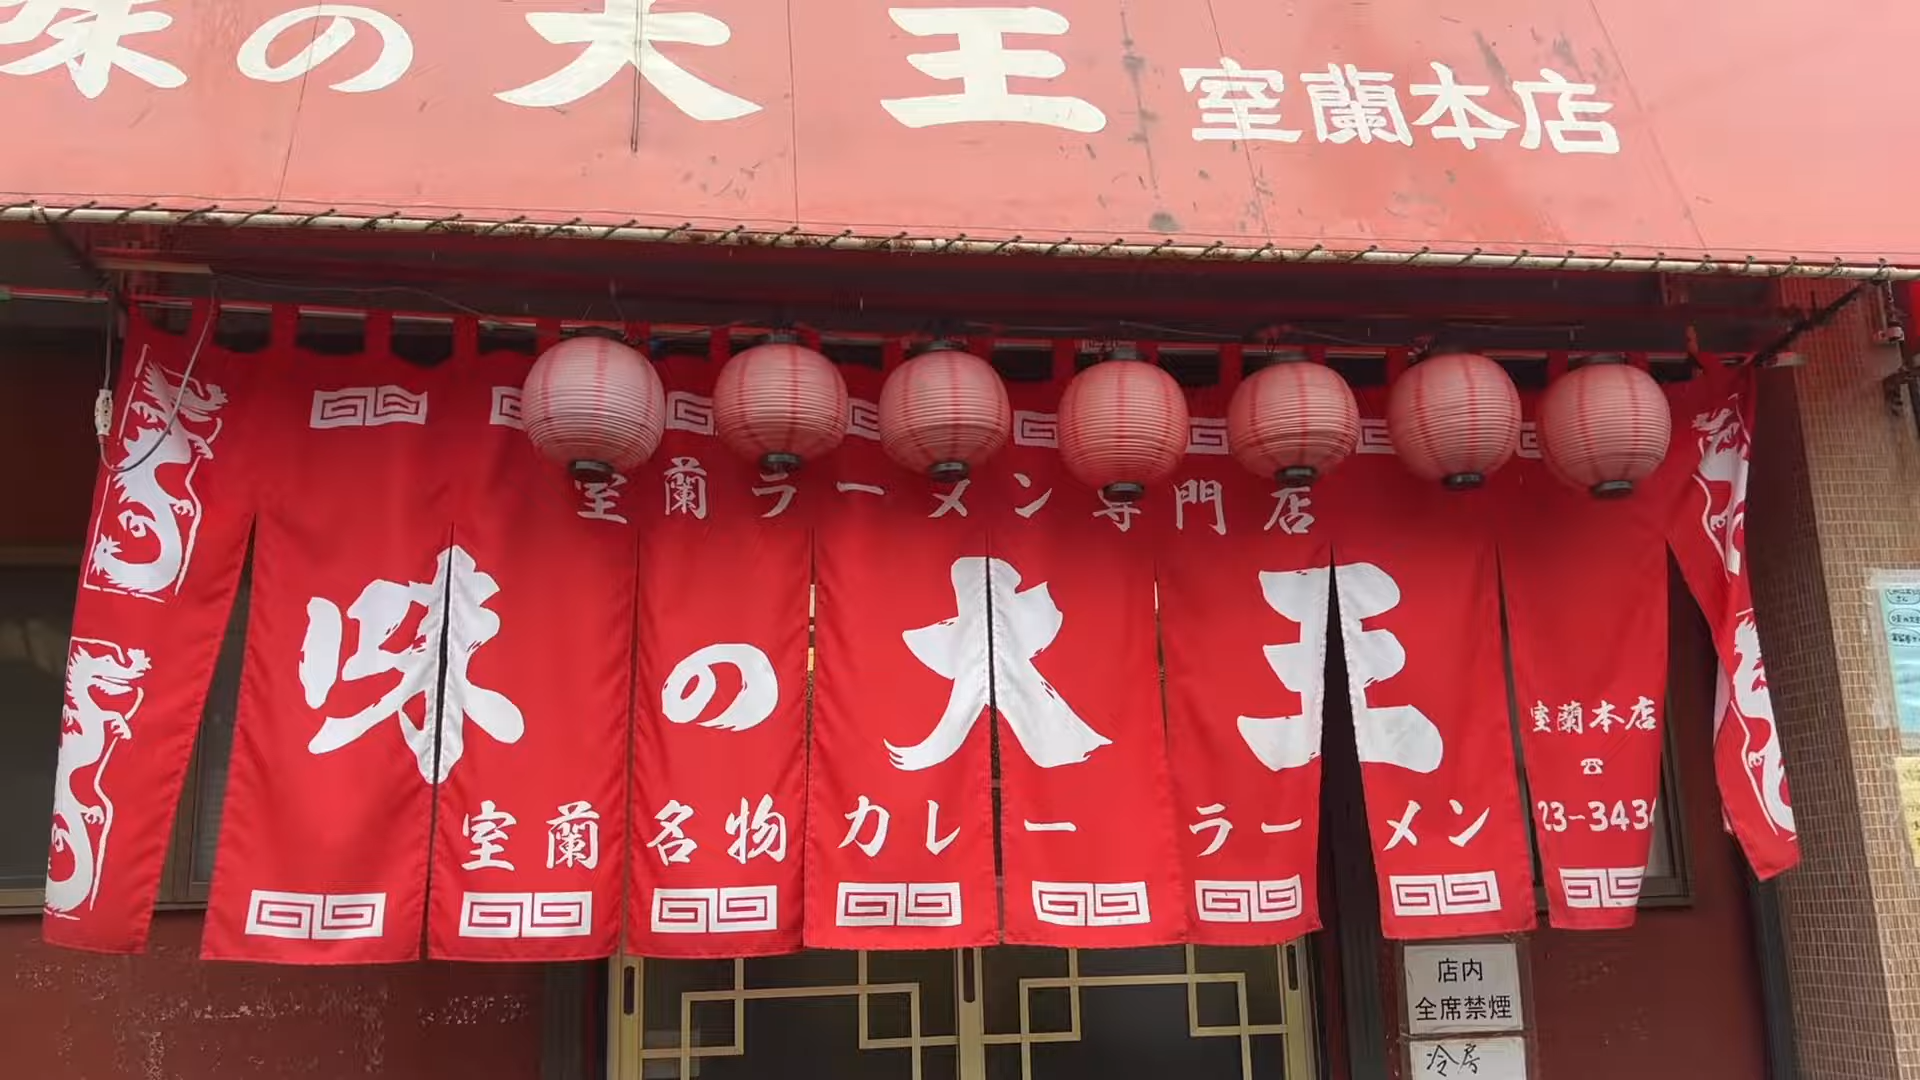 味の大王 室蘭本店
室蘭ラーメン専門店
味の大王
室蘭名物カレーラーメン
室蘭本店
☎
23-3434
店内
全席禁煙
冷房